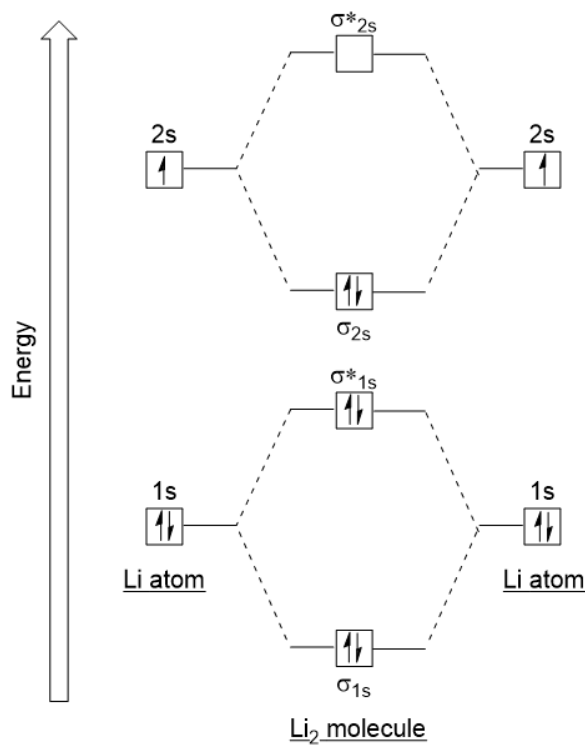 σ*2s
2s 2s
σ2s
Energy
σ*1s
1s 1s
Li atom Li atom
σ1s
Li2 molecule